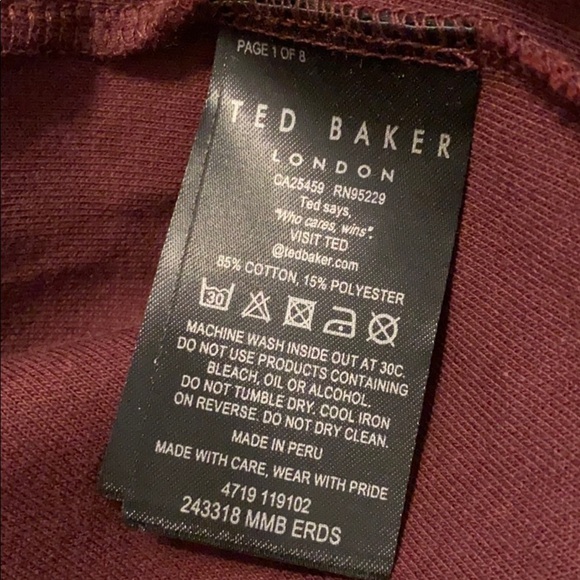 PAGE 1 OF 8
TED BAKER
LONDON
CA25459 RN95229
Ted says,
"Who cares, wins".
VISIT TED
@tedbaker.com
85% COTTON, 15% POLYESTER
30
MACHINE WASH INSIDE OUT AT 30C.
DO NOT USE PRODUCTS CONTAINING
BLEACH, OIL OR ALCOHOL.
DO NOT TUMBLE DRY. COOL IRON
ON REVERSE. DO NOT DRY CLEAN.
MADE IN PERU
MADE WITH CARE, WEAR WITH PRIDE
4719 119102
243318 MMB ERDS